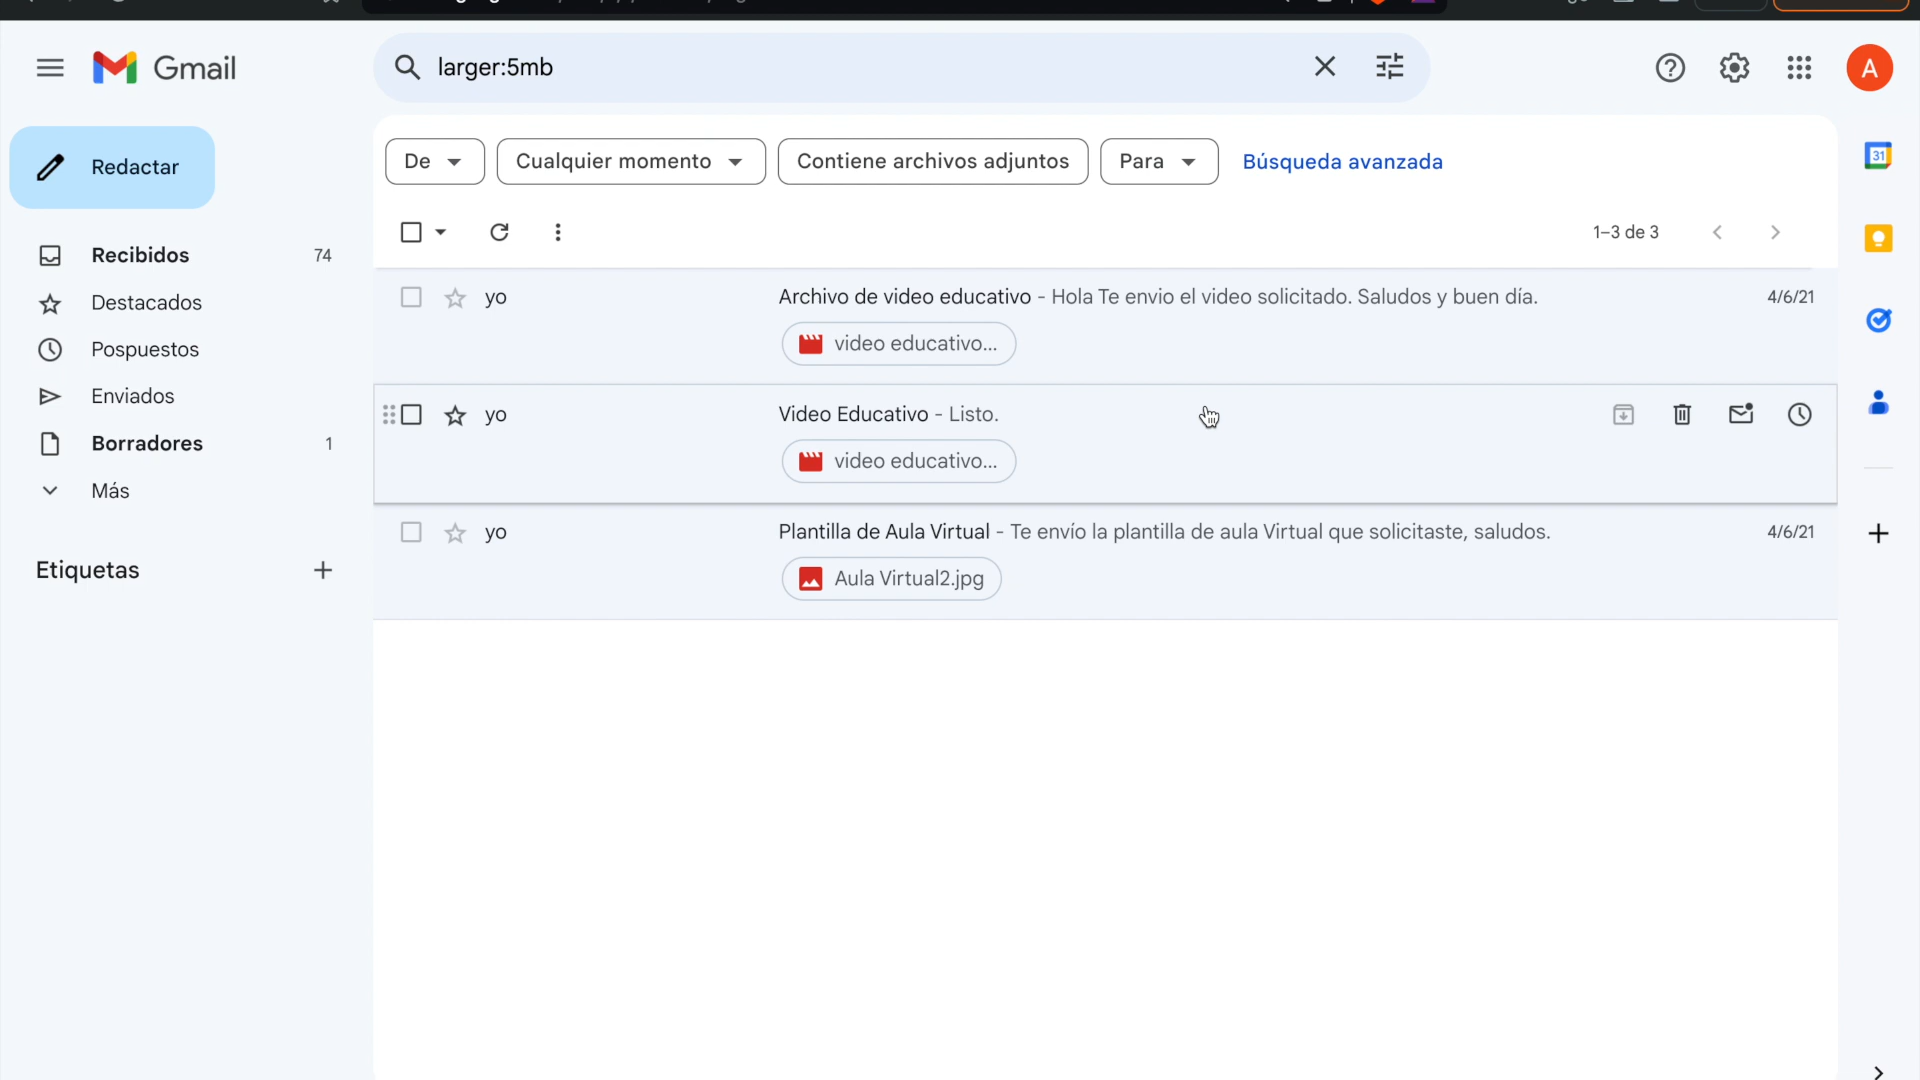 Gmail
larger:5mb
A
Redactar
De
Cualquier momento
Contiene archivos adjuntos
Para
Búsqueda avanzada
31
1–3 de 3
Recibidos 74
Destacados
Pospuestos
Enviados
Borradores 1
Más
Etiquetas
yo Archivo de video educativo - Hola Te envio el video solicitado. Saludos y buen día. 4/6/21
video educativo...
yo Video Educativo - Listo.
video educativo...
yo Plantilla de Aula Virtual - Te envío la plantilla de aula Virtual que solicitaste, saludos. 4/6/21
Aula Virtual2.jpg